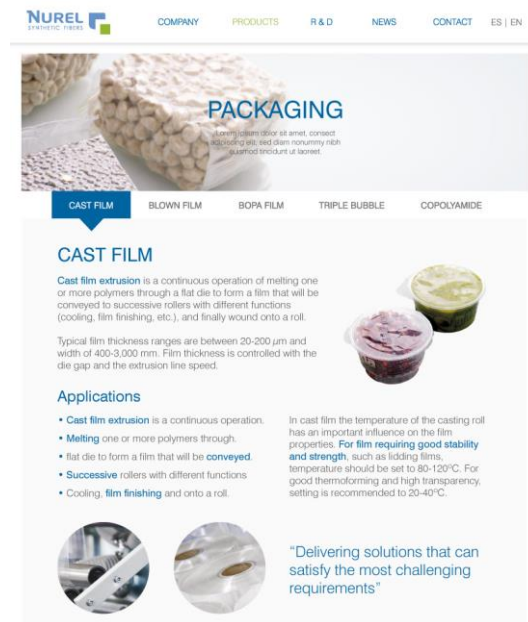 NUREL
SYNTHETIC FIBERS
COMPANY PRODUCTS R & D NEWS CONTACT ES | EN
PACKAGING
Lorem ipsum dolor sit amet, consect
adipiscing elit, sed diam nonummy nibh
euismod tincidunt ut laoreet.
CAST FILM BLOWN FILM BOPA FILM TRIPLE BUBBLE COPOLYAMIDE
CAST FILM
Cast film extrusion is a continuous operation of melting one
or more polymers through a flat die to form a film that will be
conveyed to successive rollers with different functions
(cooling, film finishing, etc.), and finally wound onto a roll.
Typical film thickness ranges are between 20-200 µm and
width of 400-3,000 mm. Film thickness is controlled with the
die gap and the extrusion line speed.
Applications
• Cast film extrusion is a continuous operation.
• Melting one or more polymers through.
• flat die to form a film that will be conveyed.
• Successive rollers with different functions
• Cooling, film finishing and onto a roll.
In cast film the temperature of the casting roll
has an important influence on the film
properties. For film requiring good stability
and strength, such as lidding films,
temperature should be set to 80-120ºC. For
good thermoforming and high transparency,
setting is recommended to 20-40ºC.
“Delivering solutions that can
satisfy the most challenging
requirements”